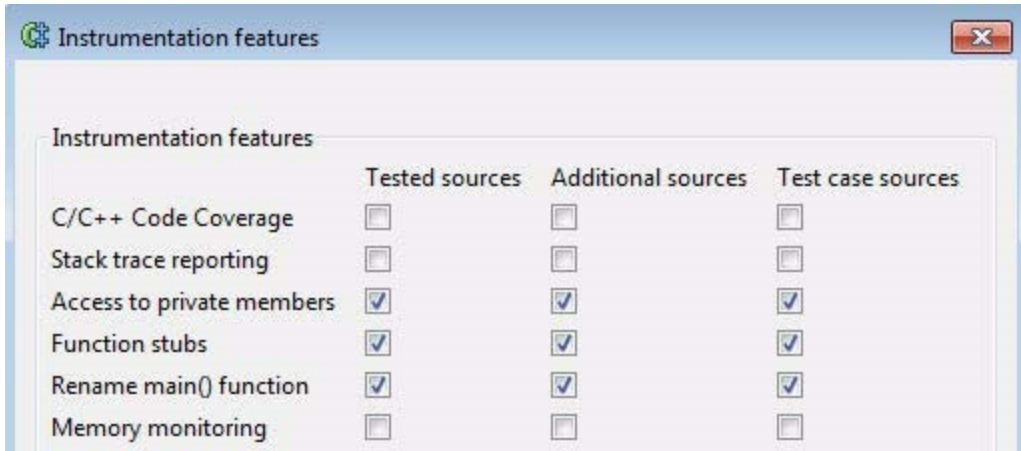 Instrumentation features
Instrumentation features
Tested sources Additional sources Test case sources
C/C++ Code Coverage
Stack trace reporting
Access to private members
Function stubs
Rename main() function
Memory monitoring